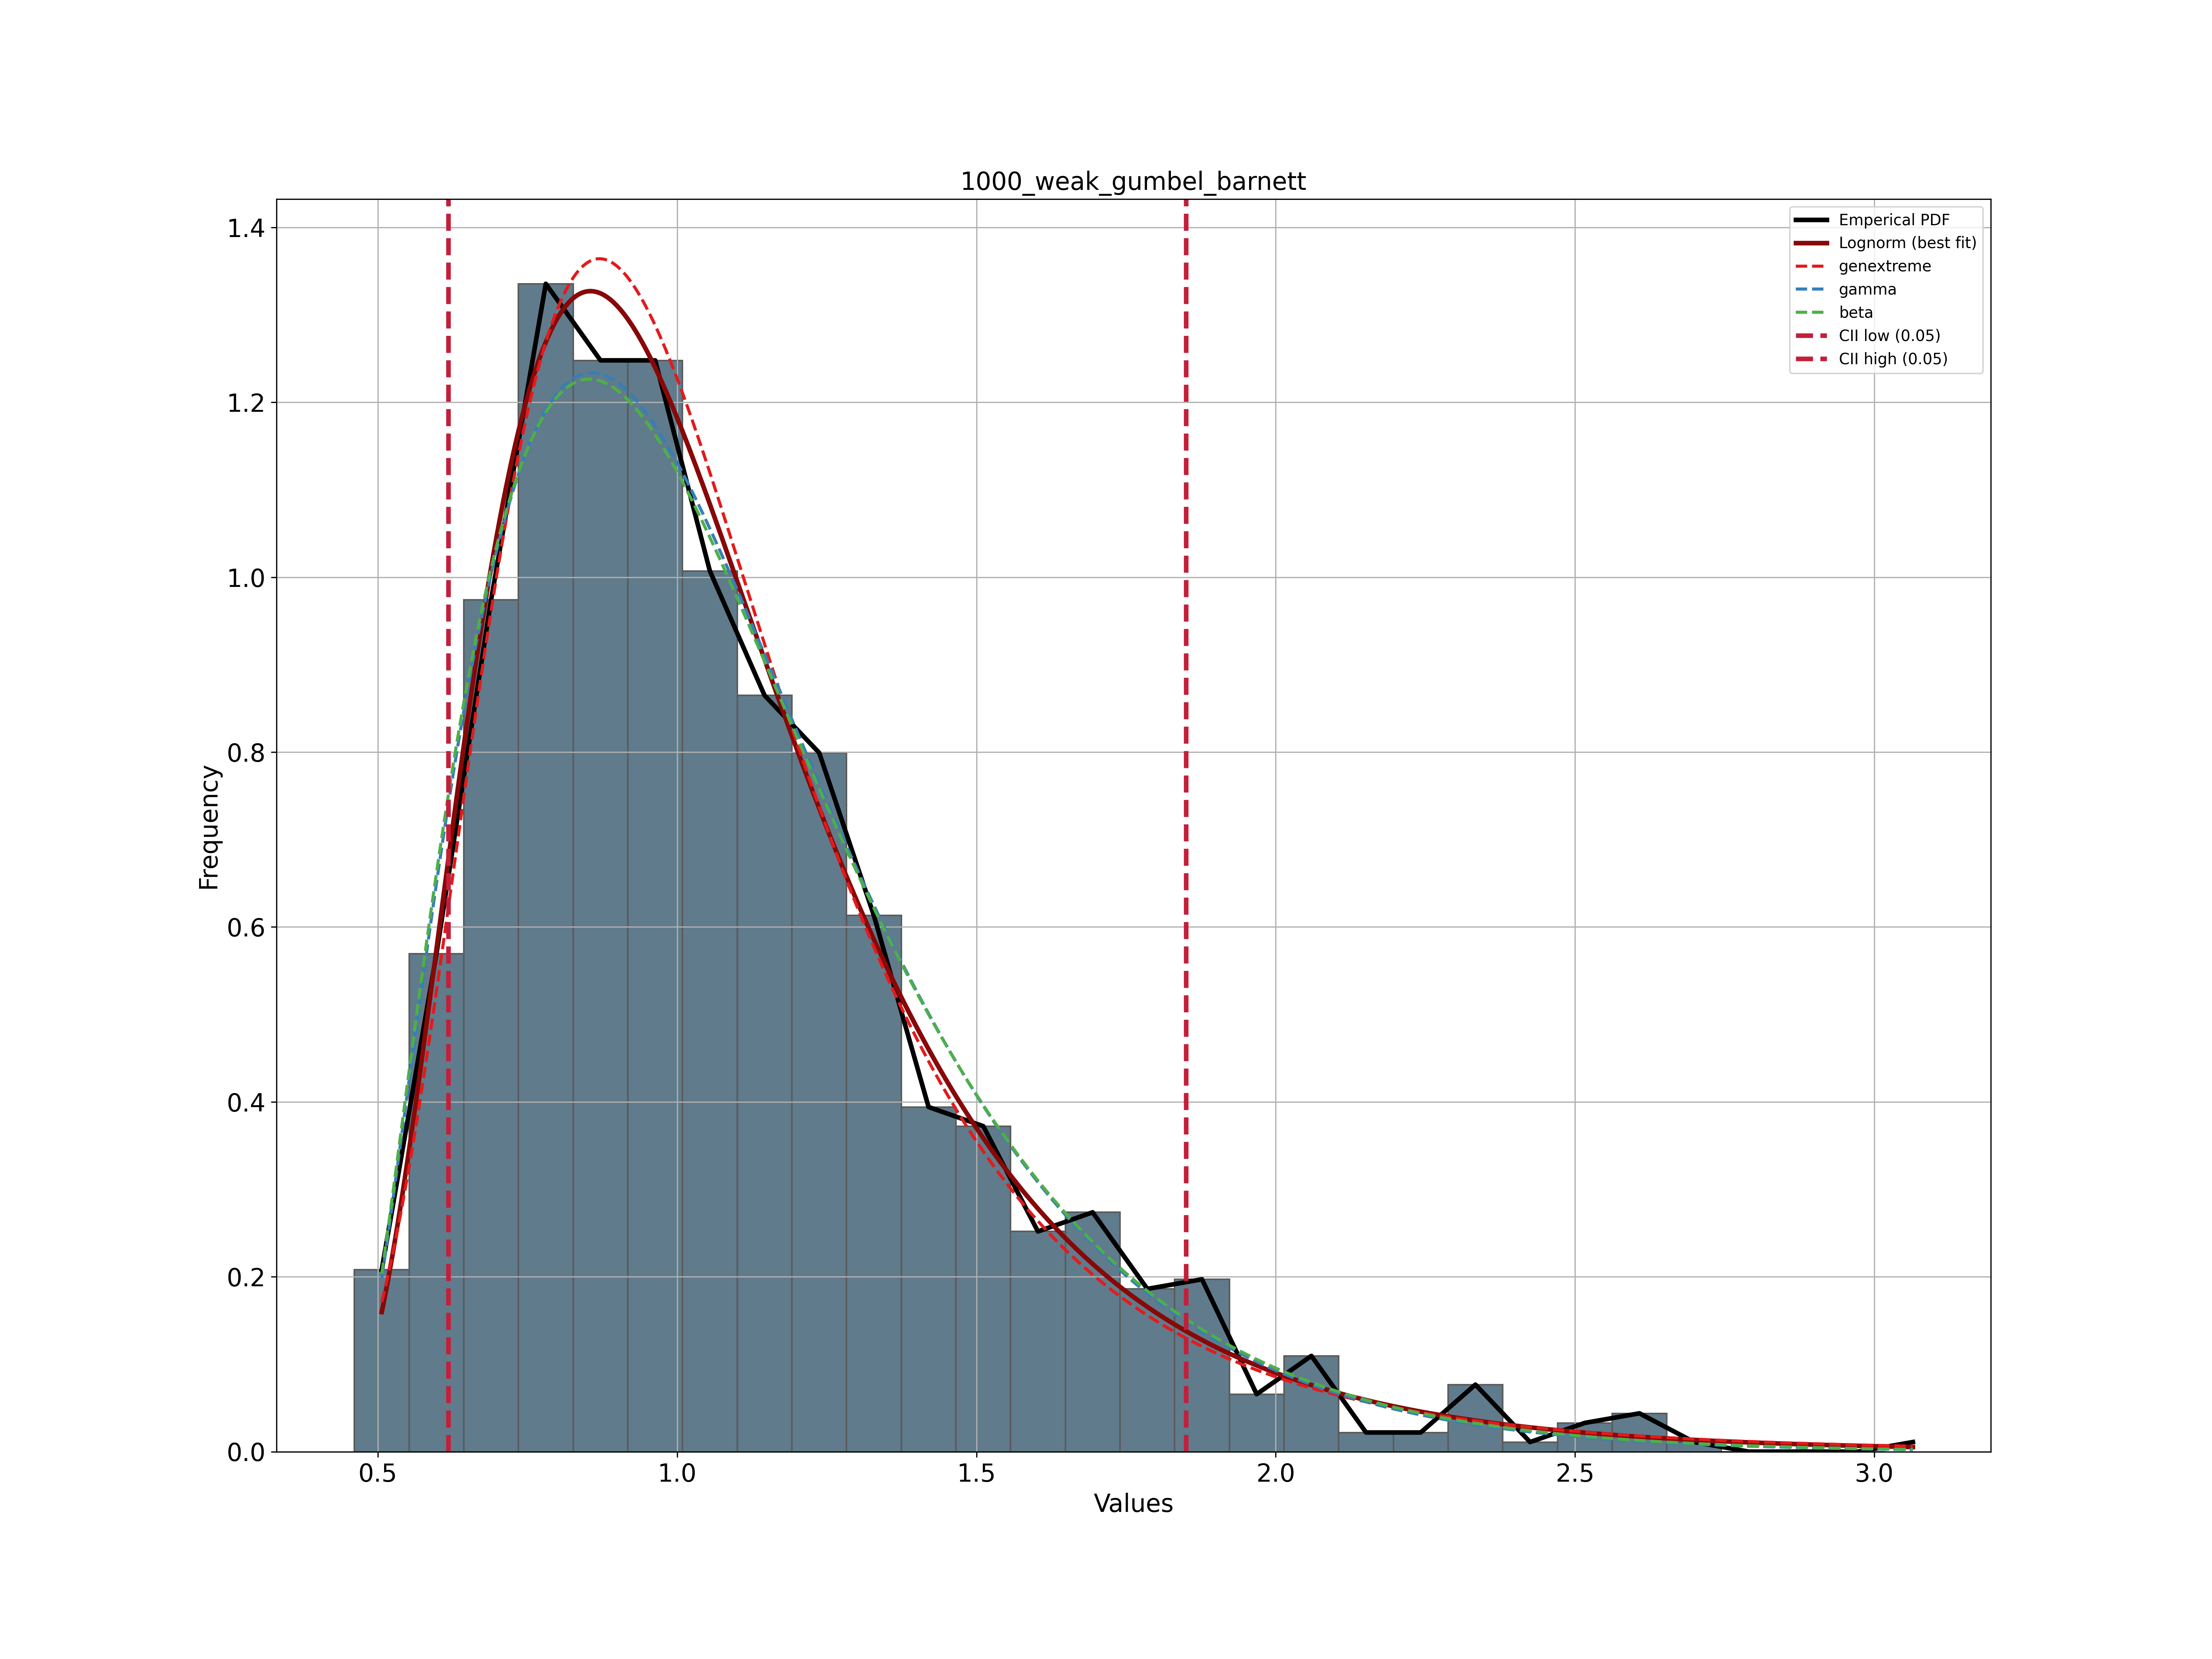 1000_weak_gumbel_barnett
Emperical PDF
Lognorm (best fit)
genextreme
gamma
beta
CII low (0.05)
CII high (0.05)
Frequency
1.4
1.2
1.0
0.8
0.6
0.4
0.2
0.0
0.5 1.0 1.5 2.0 2.5 3.0
Values